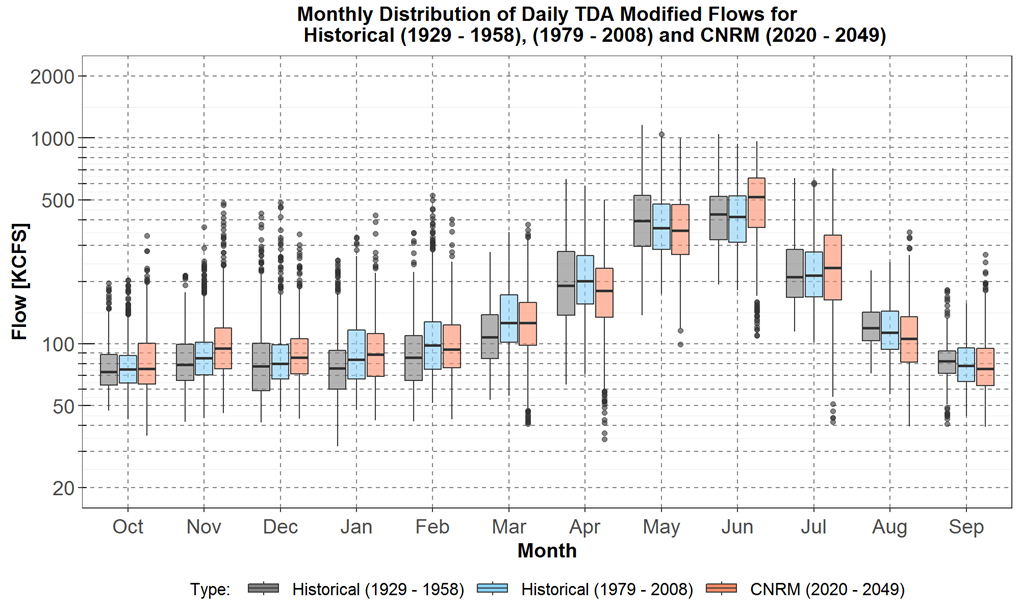 Monthly Distribution of Daily TDA Modified Flows for
Historical (1929 - 1958), (1979 - 2008) and CNRM (2020 - 2049)
Flow [KCFS]
2000
1000
500
100
50
20
Oct Nov Dec Jan Feb Mar Apr May Jun Jul Aug Sep
Month
Type: Historical (1929 - 1958) Historical (1979 - 2008) CNRM (2020 - 2049)